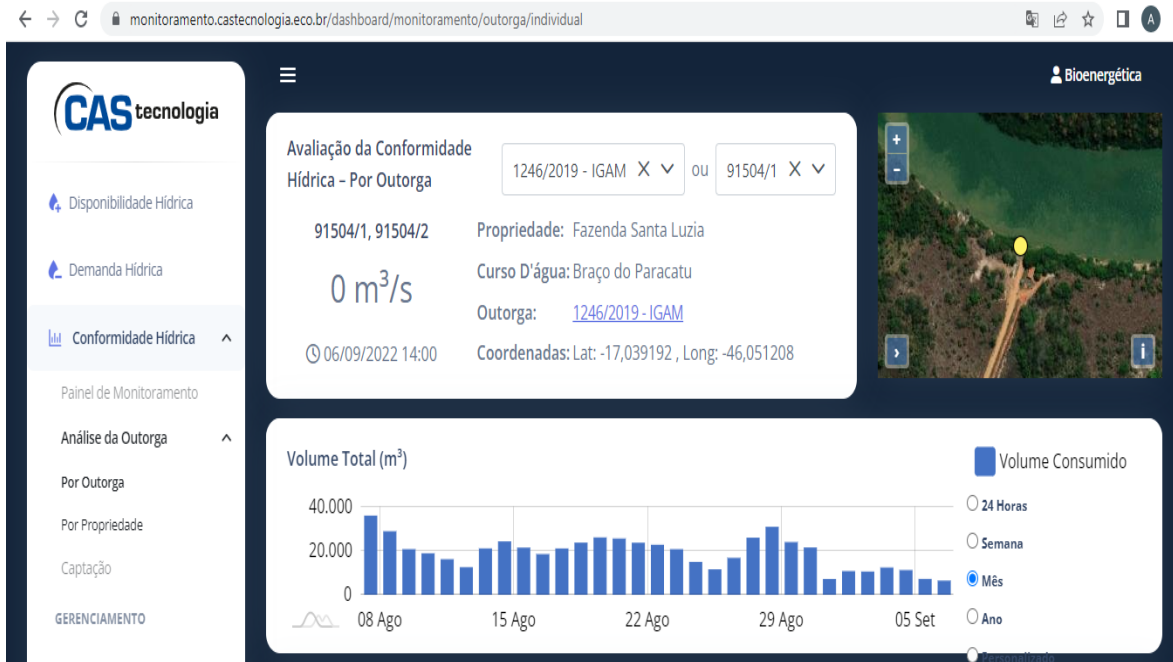 monitoramento.castecnologia.eco.br/dashboard/monitoramento/outorga/individual
A
CAS tecnologia
Bioenergética
Disponibilidade Hídrica
Demanda Hídrica
Conformidade Hídrica
Painel de Monitoramento
Análise da Outorga
Por Outorga
Por Propriedade
Captação
GERENCIAMENTO
Avaliação da Conformidade
Hídrica – Por Outorga
1246/2019 - IGAM X
ou
91504/1 X
91504/1, 91504/2
0 m³/s
06/09/2022 14:00
Propriedade: Fazenda Santa Luzia
Curso D'água: Braço do Paracatu
Outorga: 1246/2019 - IGAM
Coordenadas: Lat: -17,039192 , Long: -46,051208
+
-
›
i
Volume Total (m³)
40.000
20.000
0
08 Ago 15 Ago 22 Ago 29 Ago 05 Set
Volume Consumido
24 Horas
Semana
Mês
Ano
Personalizado